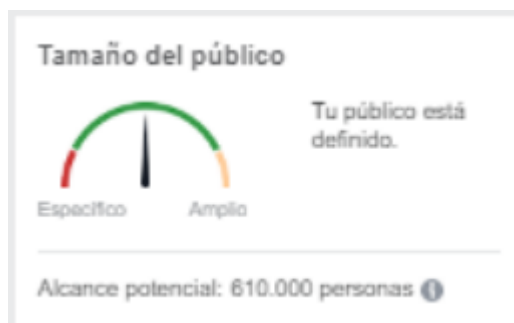 Tamaño del público
Tu público está
definido.
Específico Amplio
Alcance potencial: 610.000 personas